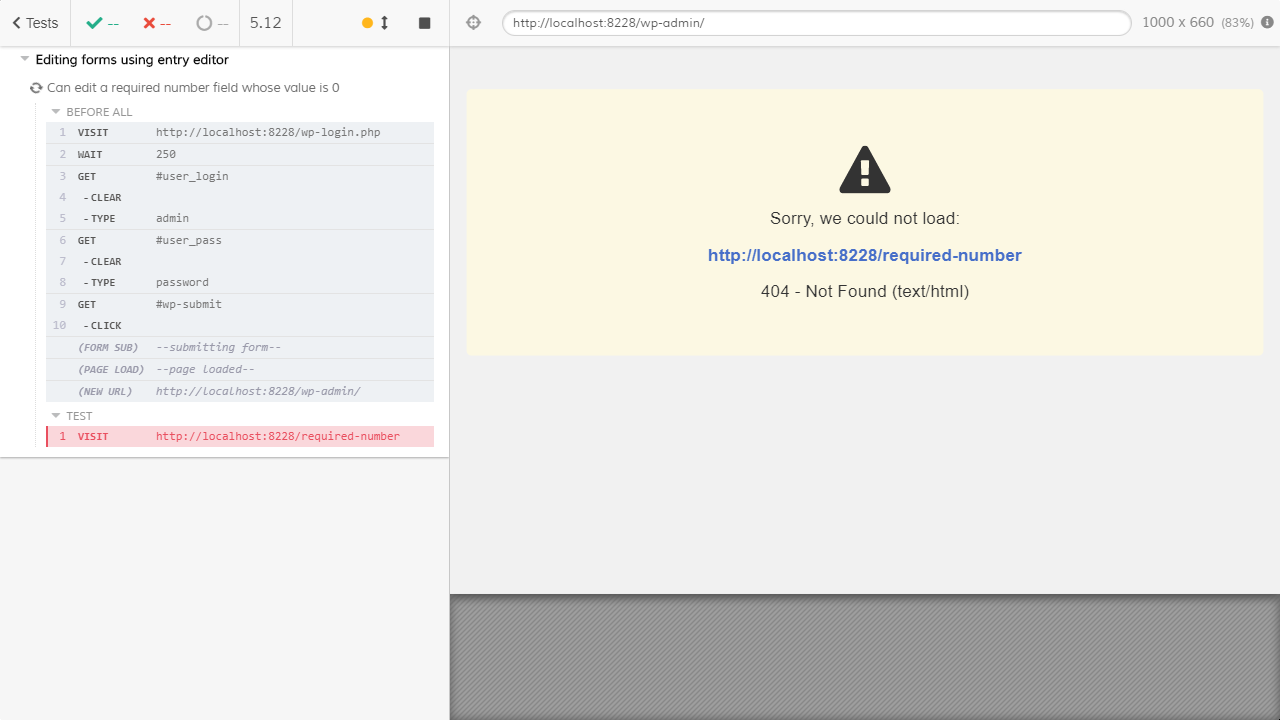 Tests -- -- -- 5.12
http://localhost:8228/wp-admin/ 1000 x 660 (83%)
Editing forms using entry editor
Can edit a required number field whose value is 0
BEFORE ALL
1 VISIT http://localhost:8228/wp-login.php
2 WAIT 250
3 GET #user_login
4 -CLEAR
5 -TYPE admin
6 GET #user_pass
7 -CLEAR
8 -TYPE password
9 GET #wp-submit
10 -CLICK
(FORM SUB) --submitting form--
(PAGE LOAD) --page loaded--
(NEW URL) http://localhost:8228/wp-admin/
TEST
1 VISIT http://localhost:8228/required-number
Sorry, we could not load:
http://localhost:8228/required-number
404 - Not Found (text/html)